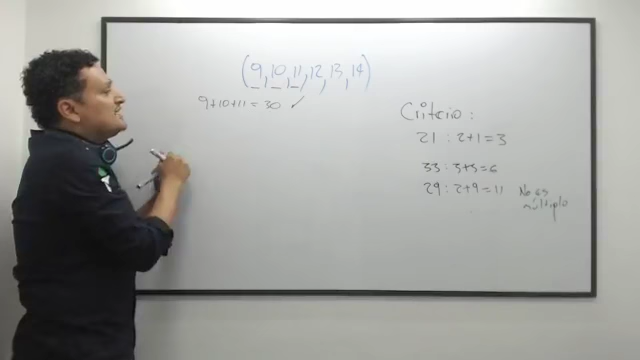 (9, 10, 11, 12, 13, 14)
9+10+11 = 30 ✓
Criterio :
21 : 2+1 = 3
33 : 3+3 = 6
29 : 2+9 = 11 No es
múltiplo